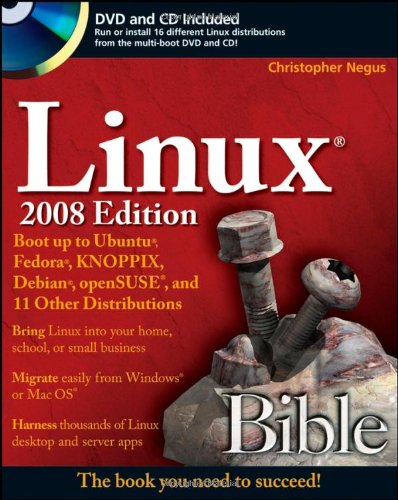 DVD and CD Included
Run or install 16 different Linux distributions
from the multi-boot DVD and CD!
Christopher Negus
Linux®
2008 Edition
Boot up to Ubuntu®,
Fedora®, KNOPPIX,
Debian®, openSUSE®, and
11 Other Distributions
Bring Linux into your home,
school, or small business
Migrate easily from Windows®
or Mac OS®
Harness thousands of Linux
desktop and server apps
Bible
The book you need to succeed!